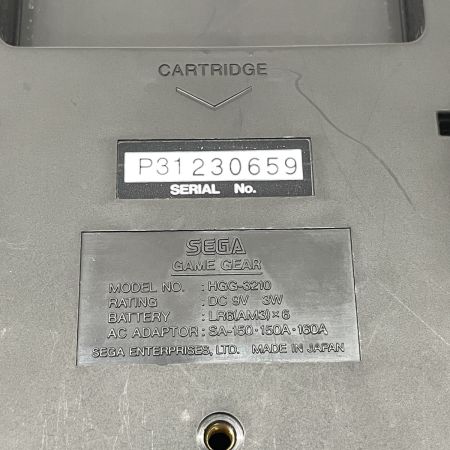 CARTRIDGE
P31230659
SERIAL No.
SEGA
GAME GEAR
MODEL NO. : HGG-3210
RATING : DC 9V 3W
BATTERY : LR6(AM3)×6
AC ADAPTOR : SA-150・150A・160A
SEGA ENTERPRISES, LTD. MADE IN JAPAN